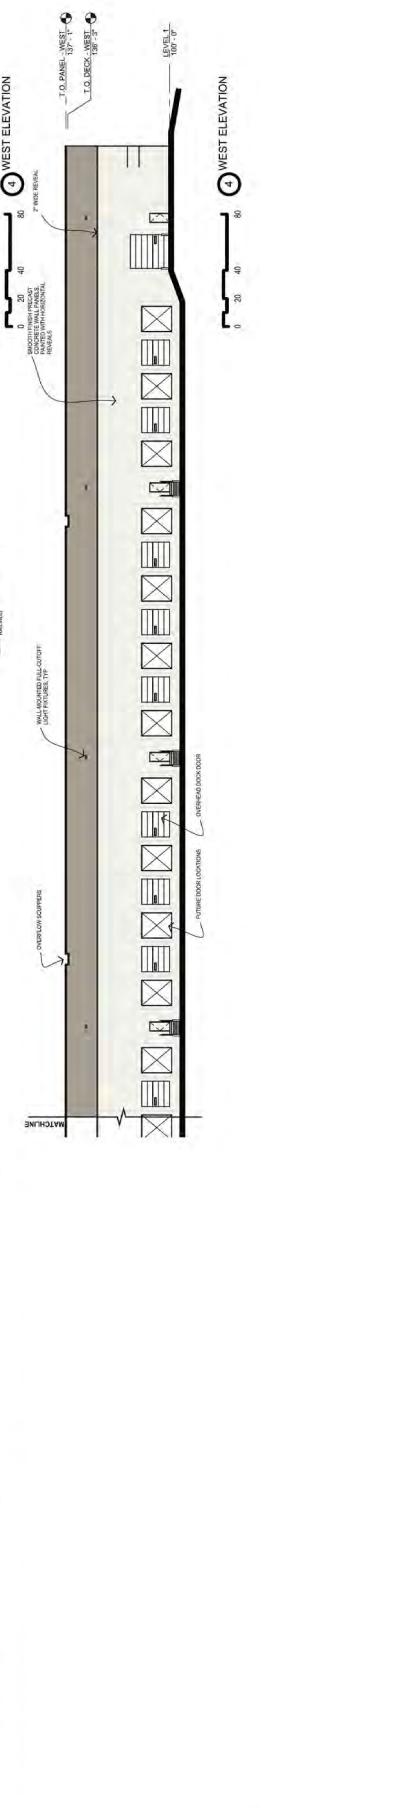 4 WEST ELEVATION
0 20 40 80
T.O. PANEL - WEST
137' - 1"
T.O. DECK - WEST
136' - 3"
LEVEL 1
100' - 0"
4 WEST ELEVATION
0 20 40 80
2" WIDE REVEAL
SMOOTH FINISH PRECAST
CONCRETE WALL PANELS,
PAINTED WITH HORIZONTAL
REVEALS
WALL-MOUNTED FULL-CUTOFF
LIGHT FIXTURES, TYP
OVERFLOW SCUPPERS
OVERHEAD DOCK DOOR
FUTURE DOOR LOCATIONS
MATCHLINE